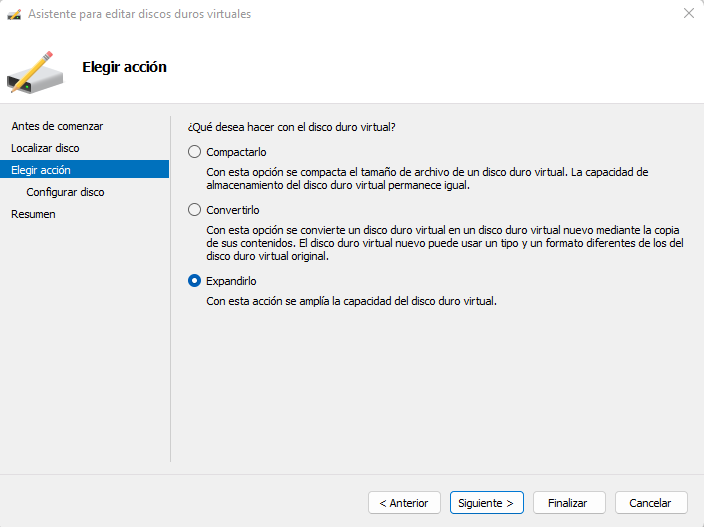 Asistente para editar discos duros virtuales
Elegir acción
Antes de comenzar
Localizar disco
Elegir acción
Configurar disco
Resumen
¿Qué desea hacer con el disco duro virtual?
Compactarlo
Con esta opción se compacta el tamaño de archivo de un disco duro virtual. La capacidad de
almacenamiento del disco duro virtual permanece igual.
Convertirlo
Con esta opción se convierte un disco duro virtual en un disco duro virtual nuevo mediante la copia
de sus contenidos. El disco duro virtual nuevo puede usar un tipo y un formato diferentes de los del
disco duro virtual original.
Expandirlo
Con esta acción se amplía la capacidad del disco duro virtual.
< Anterior
Siguiente >
Finalizar
Cancelar